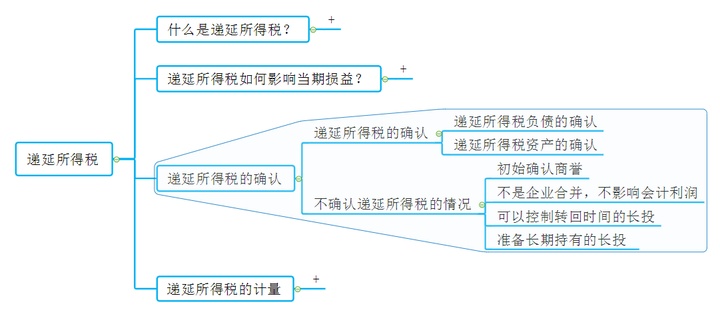 什么是递延所得税？
+
递延所得税如何影响当期损益？
+
递延所得税
递延所得税的确认
递延所得税的确认
递延所得税负债的确认
递延所得税资产的确认
不确认递延所得税的情况
初始确认商誉
不是企业合并，不影响会计利润
可以控制转回时间的长投
准备长期持有的长投
递延所得税的计量
+